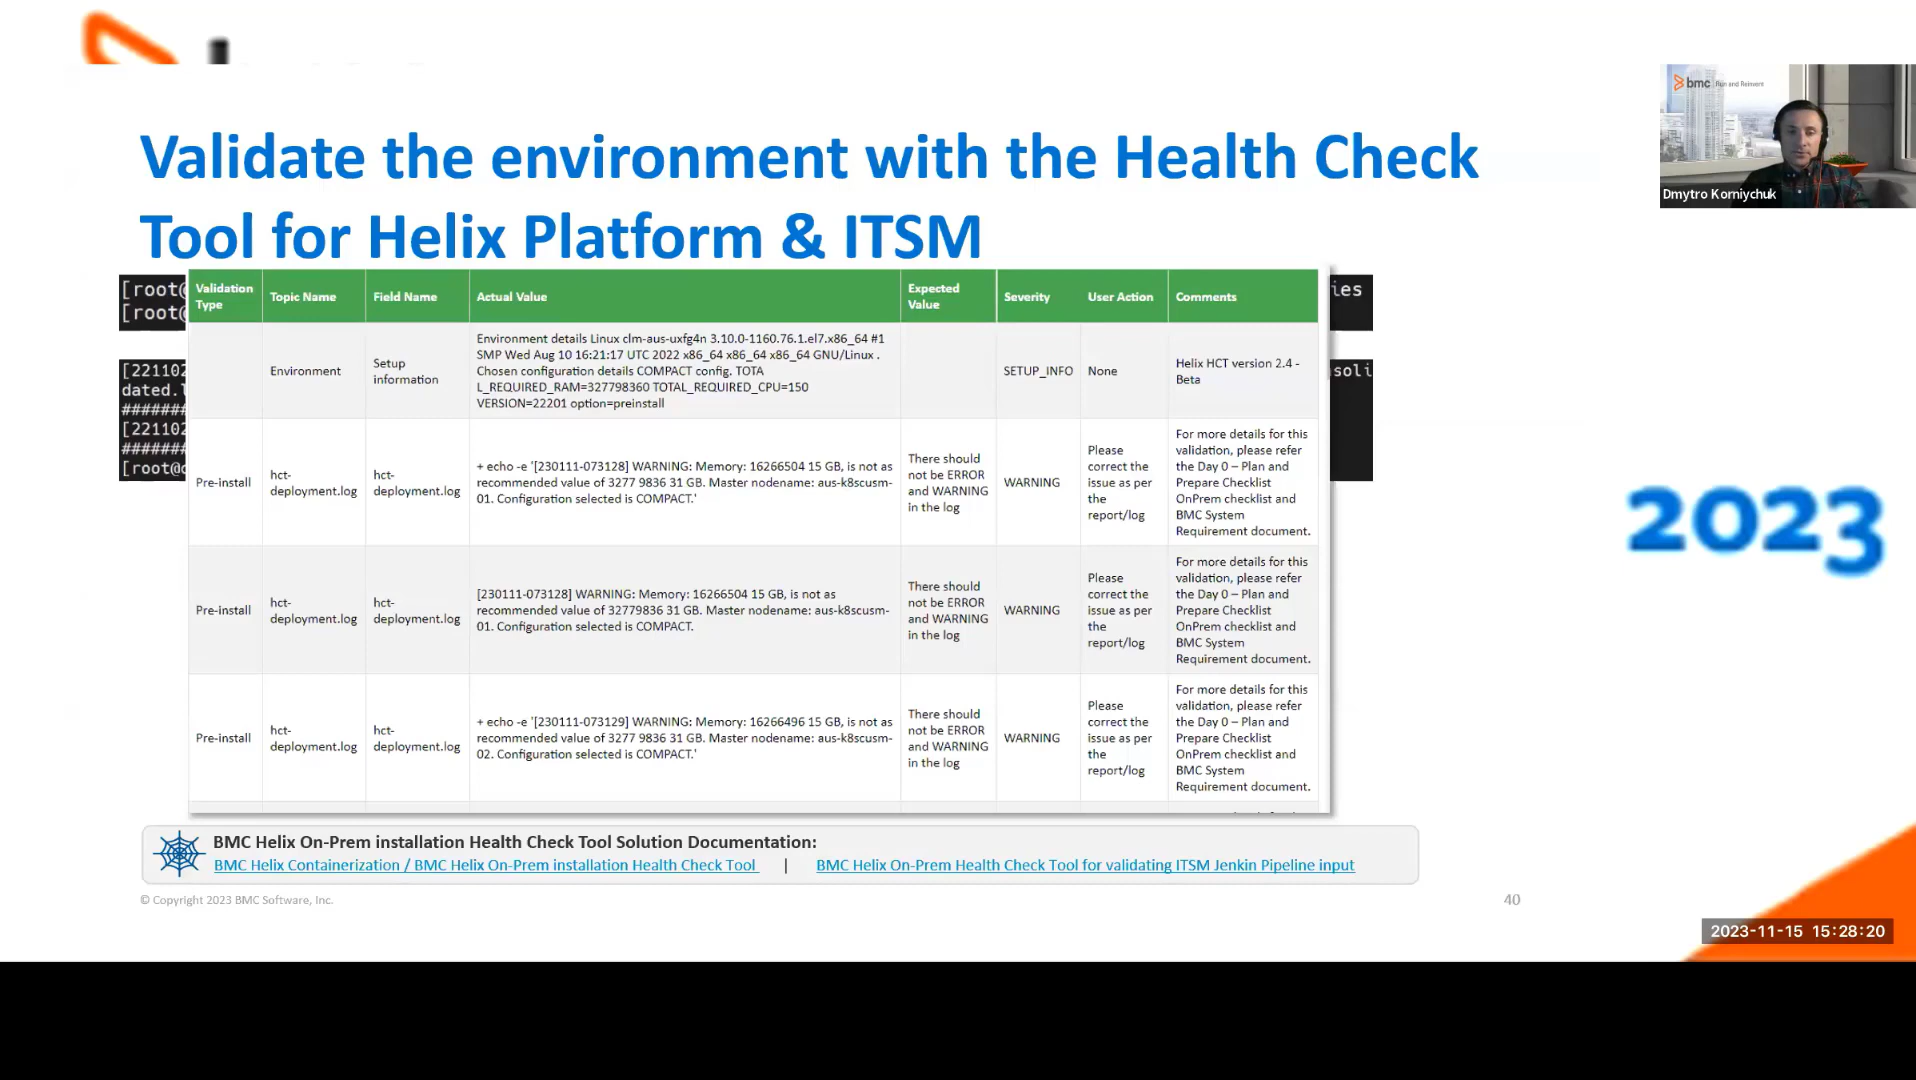 bmc Run and Reinvent
Dmytro Korniychuk
Validate the environment with the Health Check
Tool for Helix Platform & ITSM
[root@
[root@
ies
[221102
dated.
#######
[221102
#######
[root@
soli
Validation
Type
Topic Name
Field Name
Actual Value
Expected
Value
Severity
User Action
Comments
Environment
Setup
information
Environment details Linux clm-aus-uxfg4n 3.10.0-1160.76.1.el7.x86_64 #1
SMP Wed Aug 10 16:21:17 UTC 2022 x86_64 x86_64 x86_64 GNU/Linux .
Chosen configuration details COMPACT config. TOTA
L_REQUIRED_RAM=327798360 TOTAL_REQUIRED_CPU=150
VERSION=22201 option=preinstall
SETUP_INFO
None
Helix HCT version 2.4 -
Beta
Pre-install
hct-
deployment.log
hct-
deployment.log
+ echo -e '[230111-073128] WARNING: Memory: 16266504 15 GB, is not as
recommended value of 3277 9836 31 GB. Master nodename: aus-k8scusm-
01. Configuration selected is COMPACT.'
There should
not be ERROR
and WARNING
in the log
WARNING
Please
correct the
issue as per
the
report/log
For more details for this
validation, please refer
the Day 0 – Plan and
Prepare Checklist
OnPrem checklist and
BMC System
Requirement document.
Pre-install
hct-
deployment.log
hct-
deployment.log
[230111-073128] WARNING: Memory: 16266504 15 GB, is not as
recommended value of 32779836 31 GB. Master nodename: aus-k8scusm-
01. Configuration selected is COMPACT.
There should
not be ERROR
and WARNING
in the log
WARNING
Please
correct the
issue as per
the
report/log
For more details for this
validation, please refer
the Day 0 – Plan and
Prepare Checklist
OnPrem checklist and
BMC System
Requirement document.
Pre-install
hct-
deployment.log
hct-
deployment.log
+ echo -e '[230111-073129] WARNING: Memory: 16266496 15 GB, is not as
recommended value of 3277 9836 31 GB. Master nodename: aus-k8scusm-
02. Configuration selected is COMPACT.'
There should
not be ERROR
and WARNING
in the log
WARNING
Please
correct the
issue as per
the
report/log
For more details for this
validation, please refer
the Day 0 – Plan and
Prepare Checklist
OnPrem checklist and
BMC System
Requirement document.
2023
BMC Helix On-Prem installation Health Check Tool Solution Documentation:
BMC Helix Containerization / BMC Helix On-Prem installation Health Check Tool | BMC Helix On-Prem Health Check Tool for validating ITSM Jenkin Pipeline input
© Copyright 2023 BMC Software, Inc.
40
2023-11-15 15:28:20